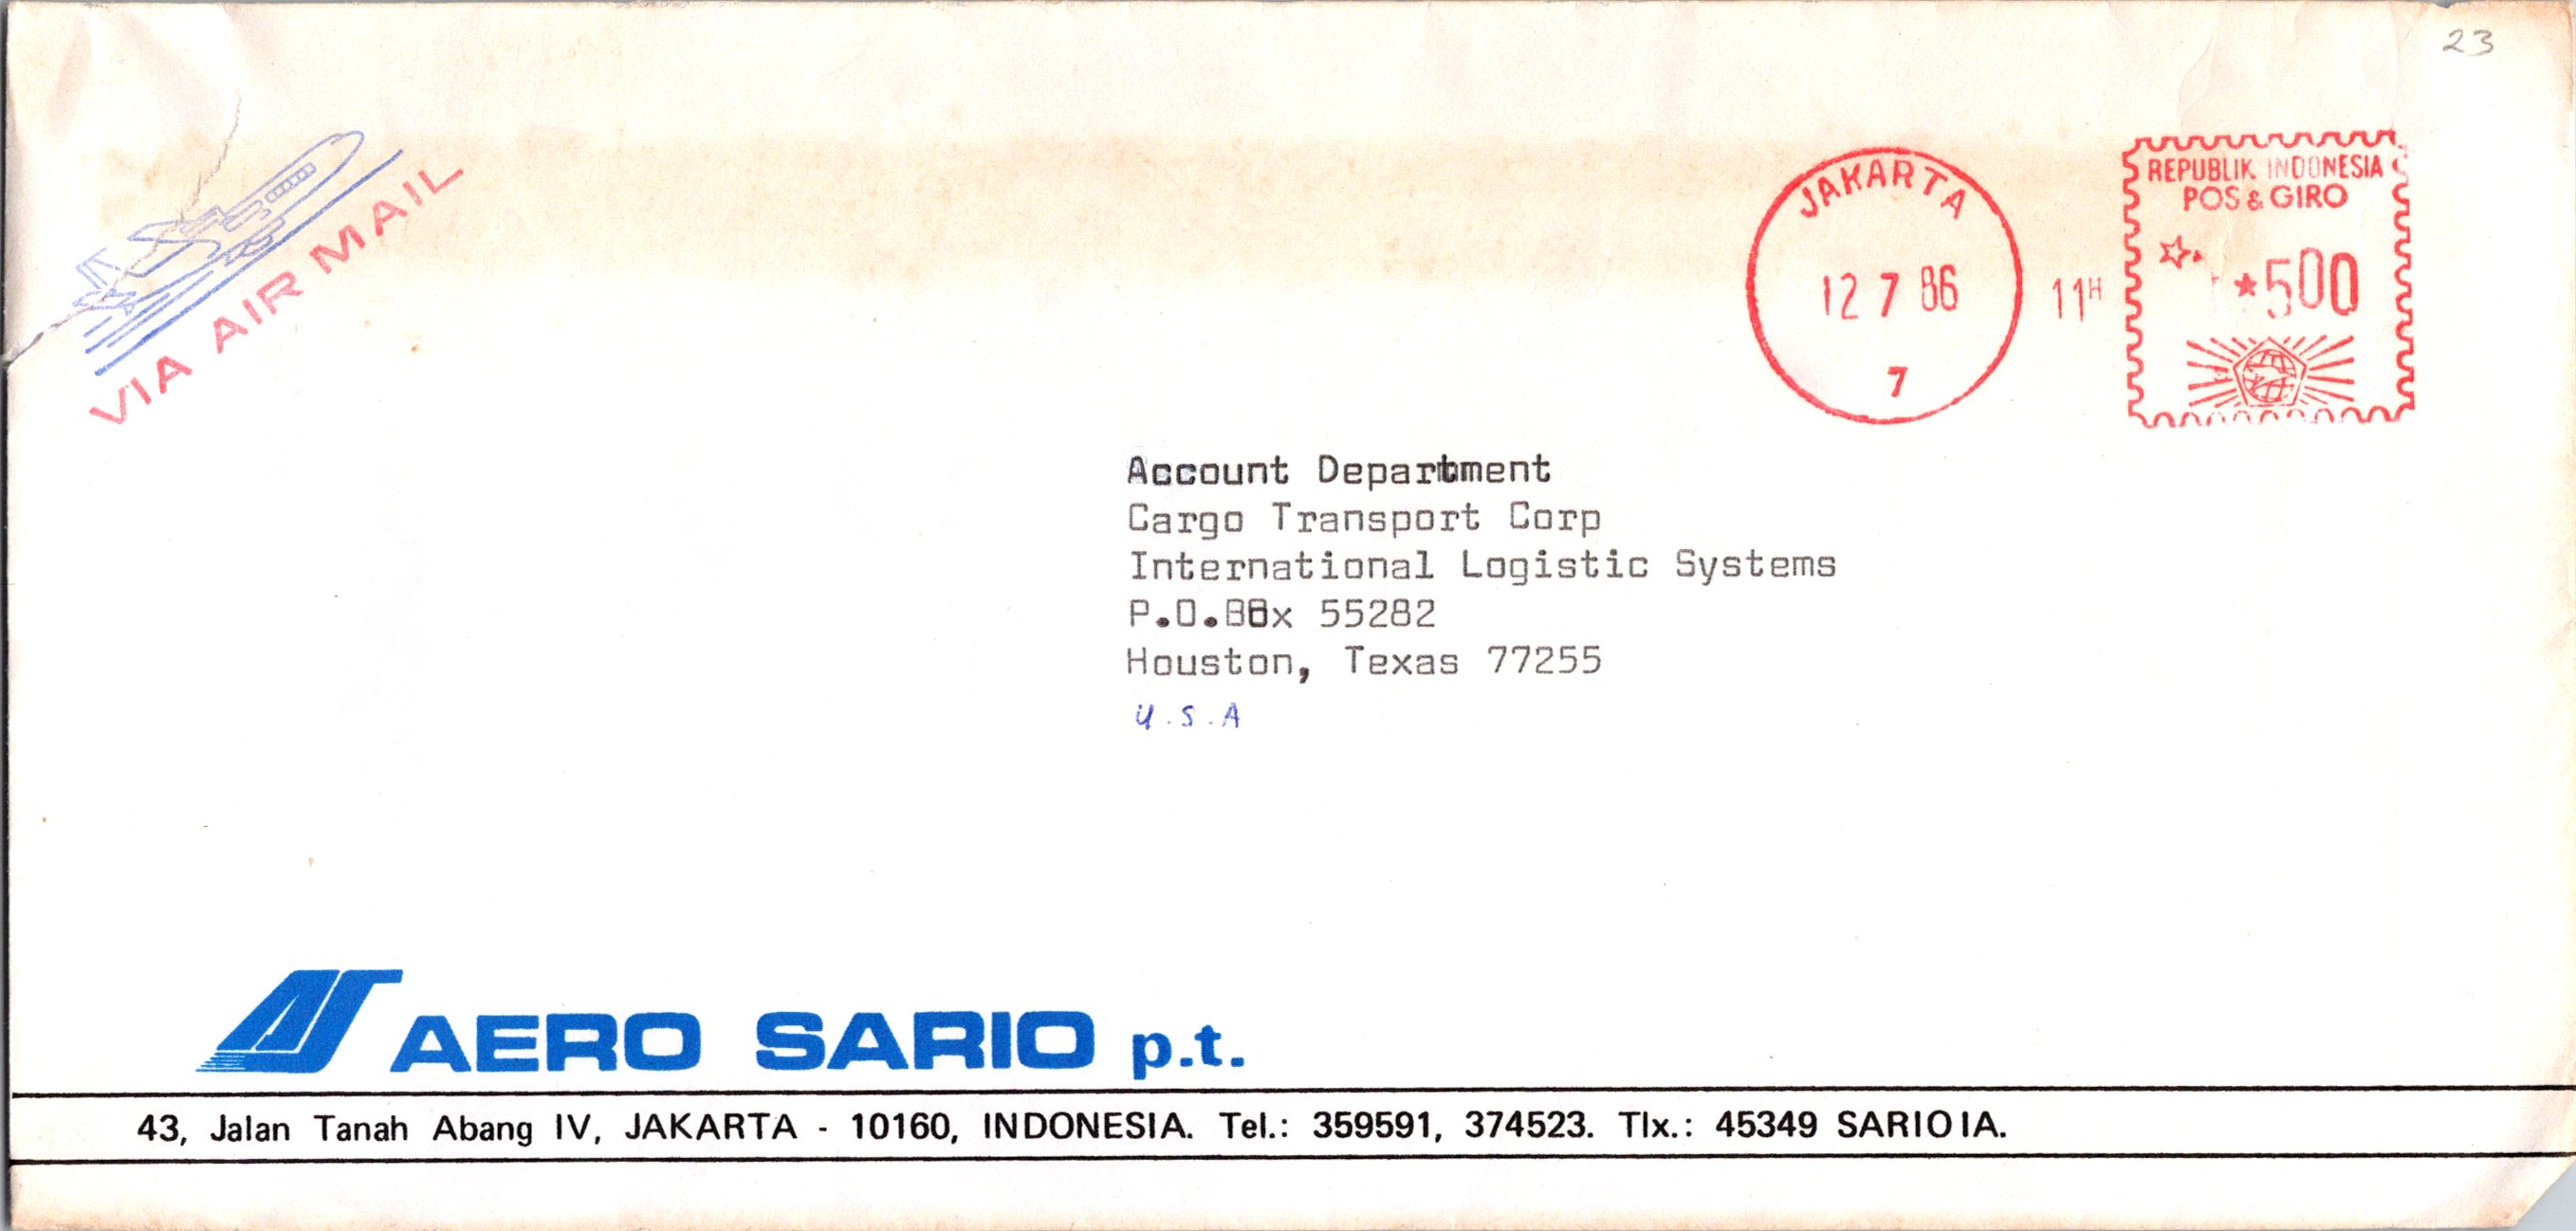 23
VIA AIR MAIL
JAKARTA
12 7 86
7
11H
REPUBLIK INDONESIA
POS & GIRO
*500
Account Department
Cargo Transport Corp
International Logistic Systems
P.O.Box 55282
Houston, Texas 77255
U.S.A
AERO SARIO p.t.
43, Jalan Tanah Abang IV, JAKARTA - 10160, INDONESIA. Tel.: 359591, 374523. Tlx.: 45349 SARIO IA.